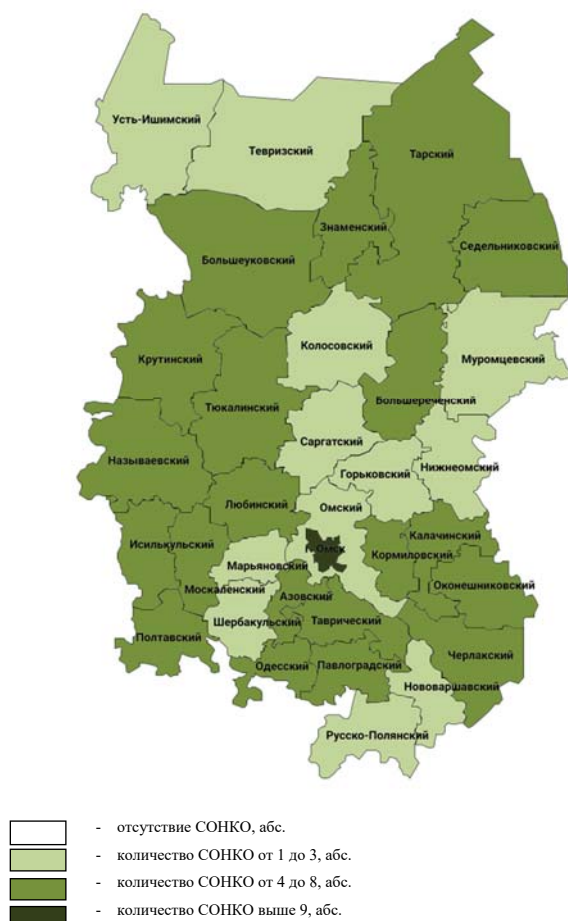 Усть-Ишимский
Тевризский
Тарский
Знаменский
Седельниковский
Большеуковский
Колосовский
Крутинский
Муромцевский
Тюкалинский
Большереченский
Саргатский
Называевский
Горьковский
Нижнеомский
Любинский
Омский
Калачинский
Исилькульский
г.Омск
Кормиловский
Марьяновский
Оконешниковский
Москаленский
Азовский
Шербакульский
Таврический
Полтавский
Черлакский
Одесский
Павлоградский
Нововаршавский
Русско-Полянский
- отсутствие СОНКО, абс.
- количество СОНКО от 1 до 3, абс.
- количество СОНКО от 4 до 8, абс.
- количество СОНКО выше 9, абс.